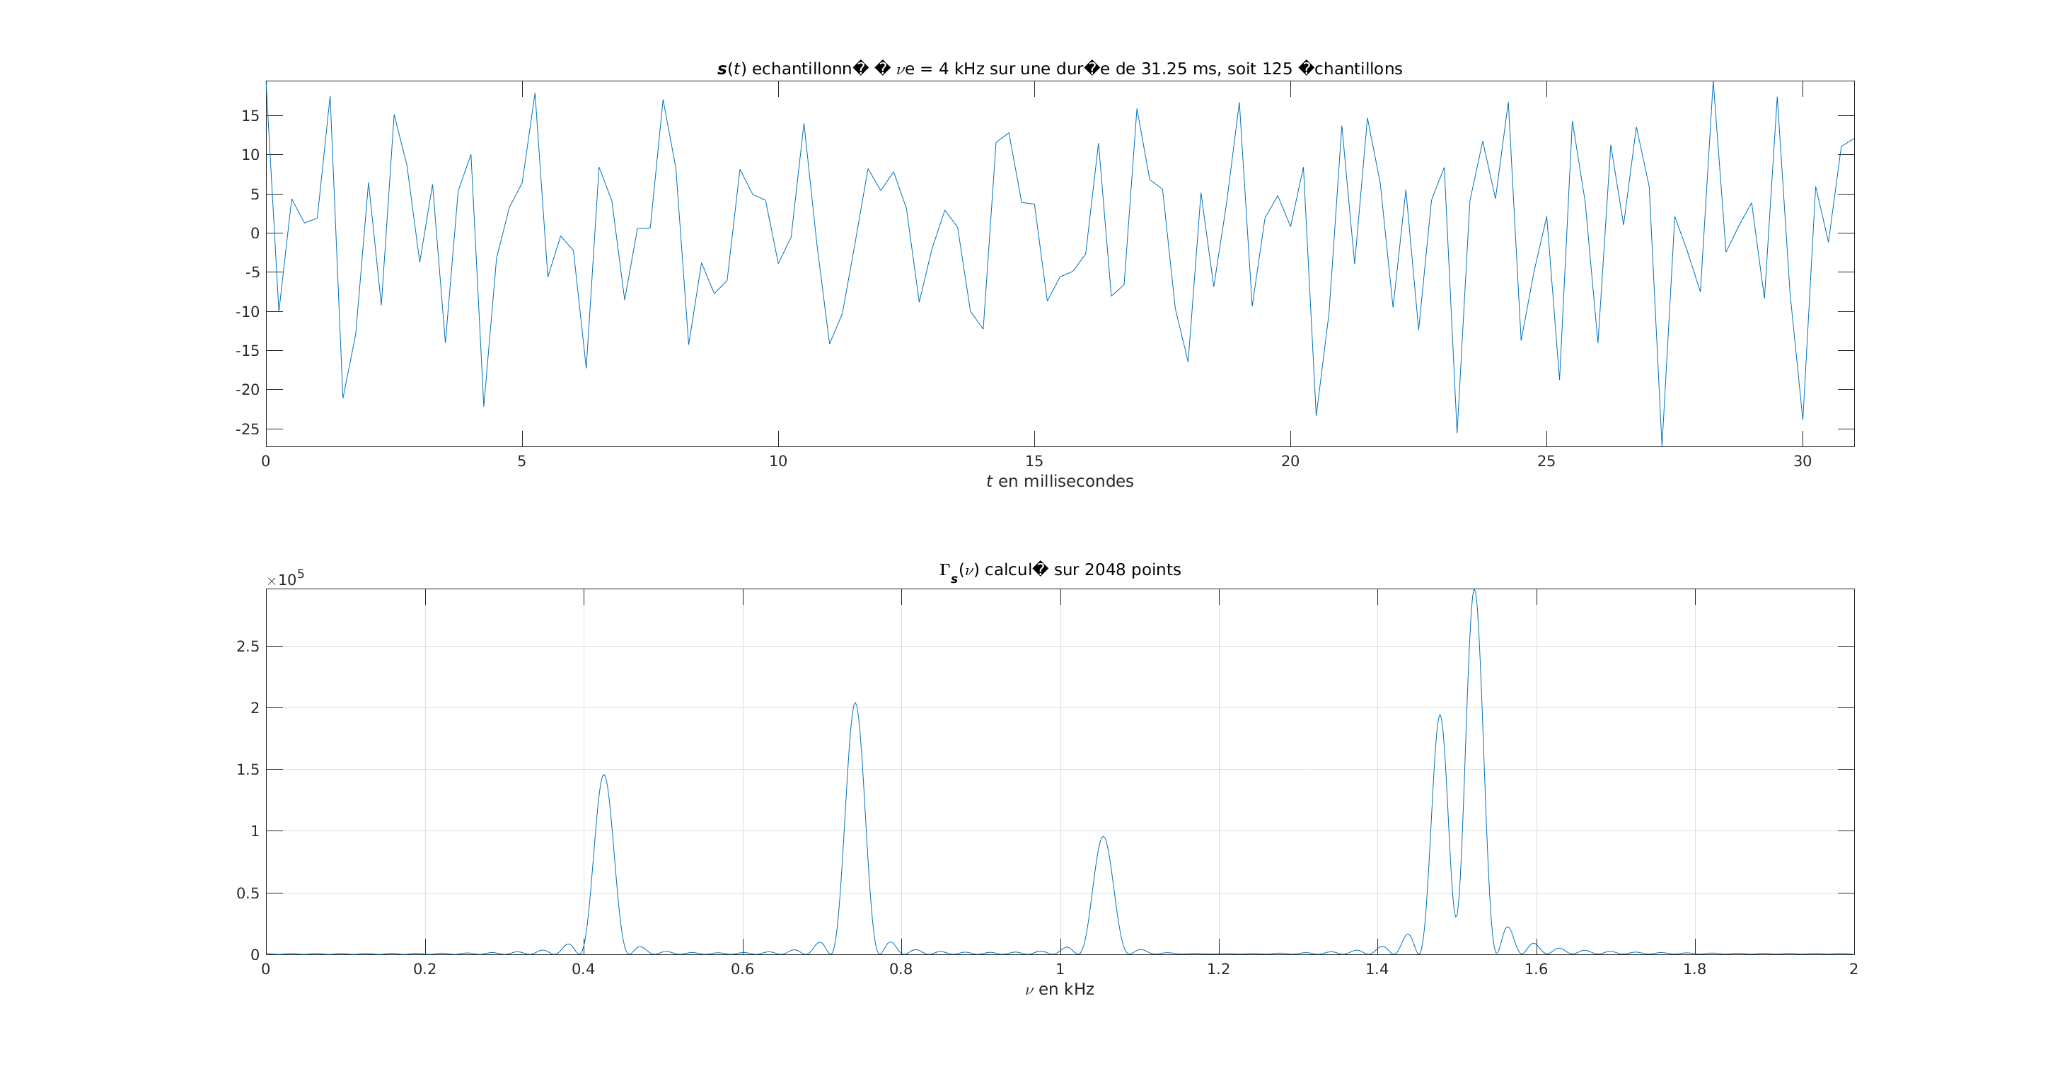 s(t) echantillonn� � νe = 4 kHz sur une dur�e de 31.25 ms, soit 125 �chantillons
15
10
5
0
-5
-10
-15
-20
-25
0 5 10 15 20 25 30
t en millisecondes
Γs(ν) calcul� sur 2048 points
×10^5
2.5
2
1.5
1
0.5
0
0 0.2 0.4 0.6 0.8 1 1.2 1.4 1.6 1.8 2
ν en kHz